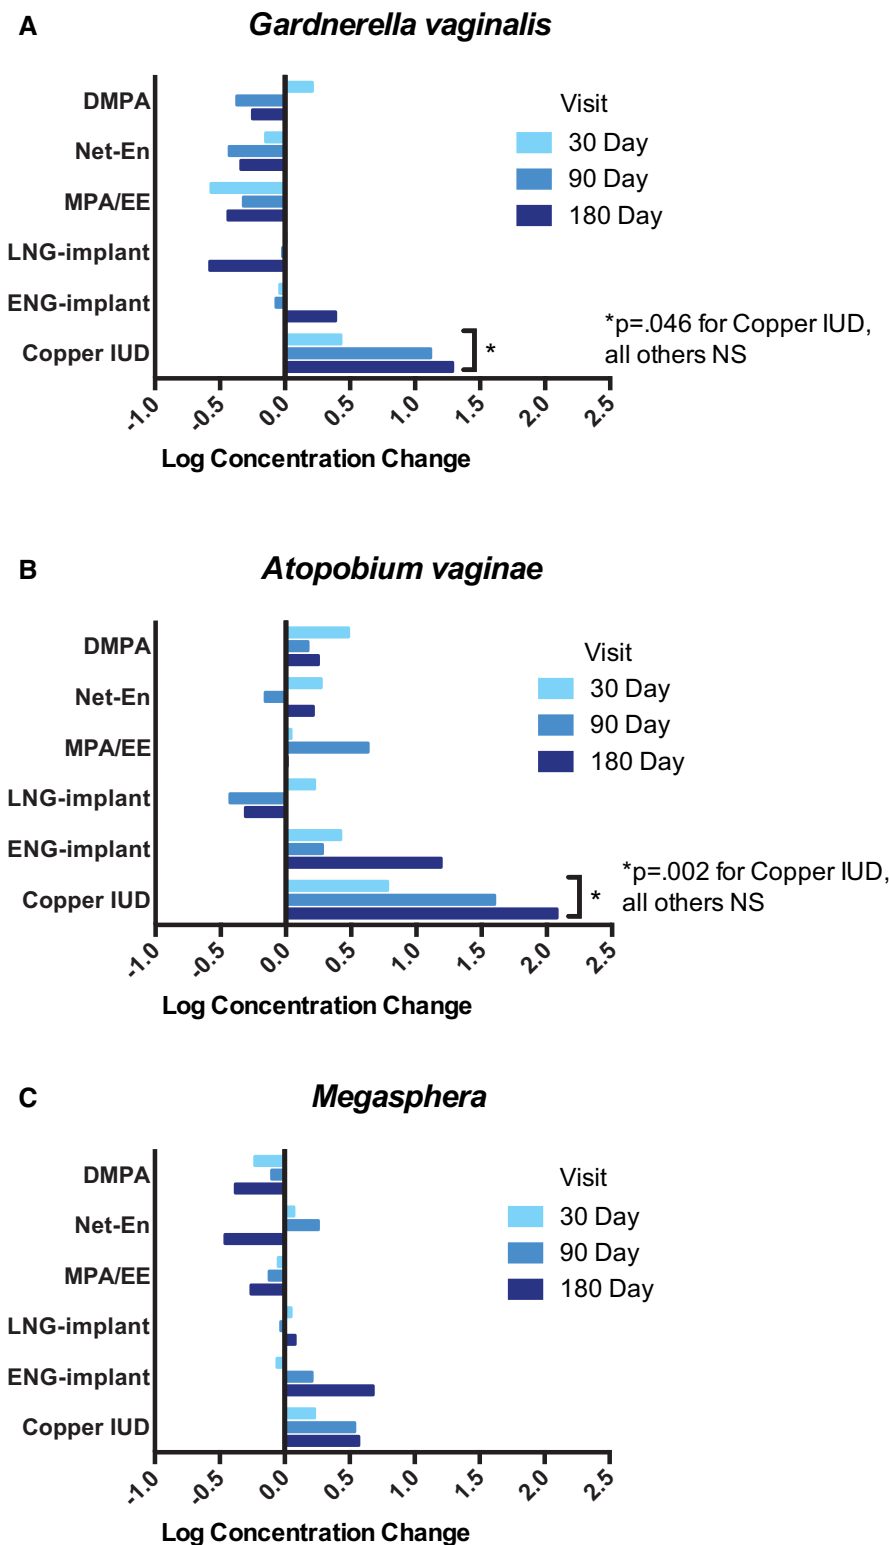 A
Gardnerella vaginalis
DMPA
Net-En
MPA/EE
LNG-implant
ENG-implant
Copper IUD
Visit
30 Day
90 Day
180 Day
*p=.046 for Copper IUD,
all others NS
*
-1.0 -0.5 0.0 0.5 1.0 1.5 2.0 2.5
Log Concentration Change
B
Atopobium vaginae
DMPA
Net-En
MPA/EE
LNG-implant
ENG-implant
Copper IUD
Visit
30 Day
90 Day
180 Day
*p=.002 for Copper IUD,
all others NS
*
-1.0 -0.5 0.0 0.5 1.0 1.5 2.0 2.5
Log Concentration Change
C
Megasphera
DMPA
Net-En
MPA/EE
LNG-implant
ENG-implant
Copper IUD
Visit
30 Day
90 Day
180 Day
-1.0 -0.5 0.0 0.5 1.0 1.5 2.0 2.5
Log Concentration Change